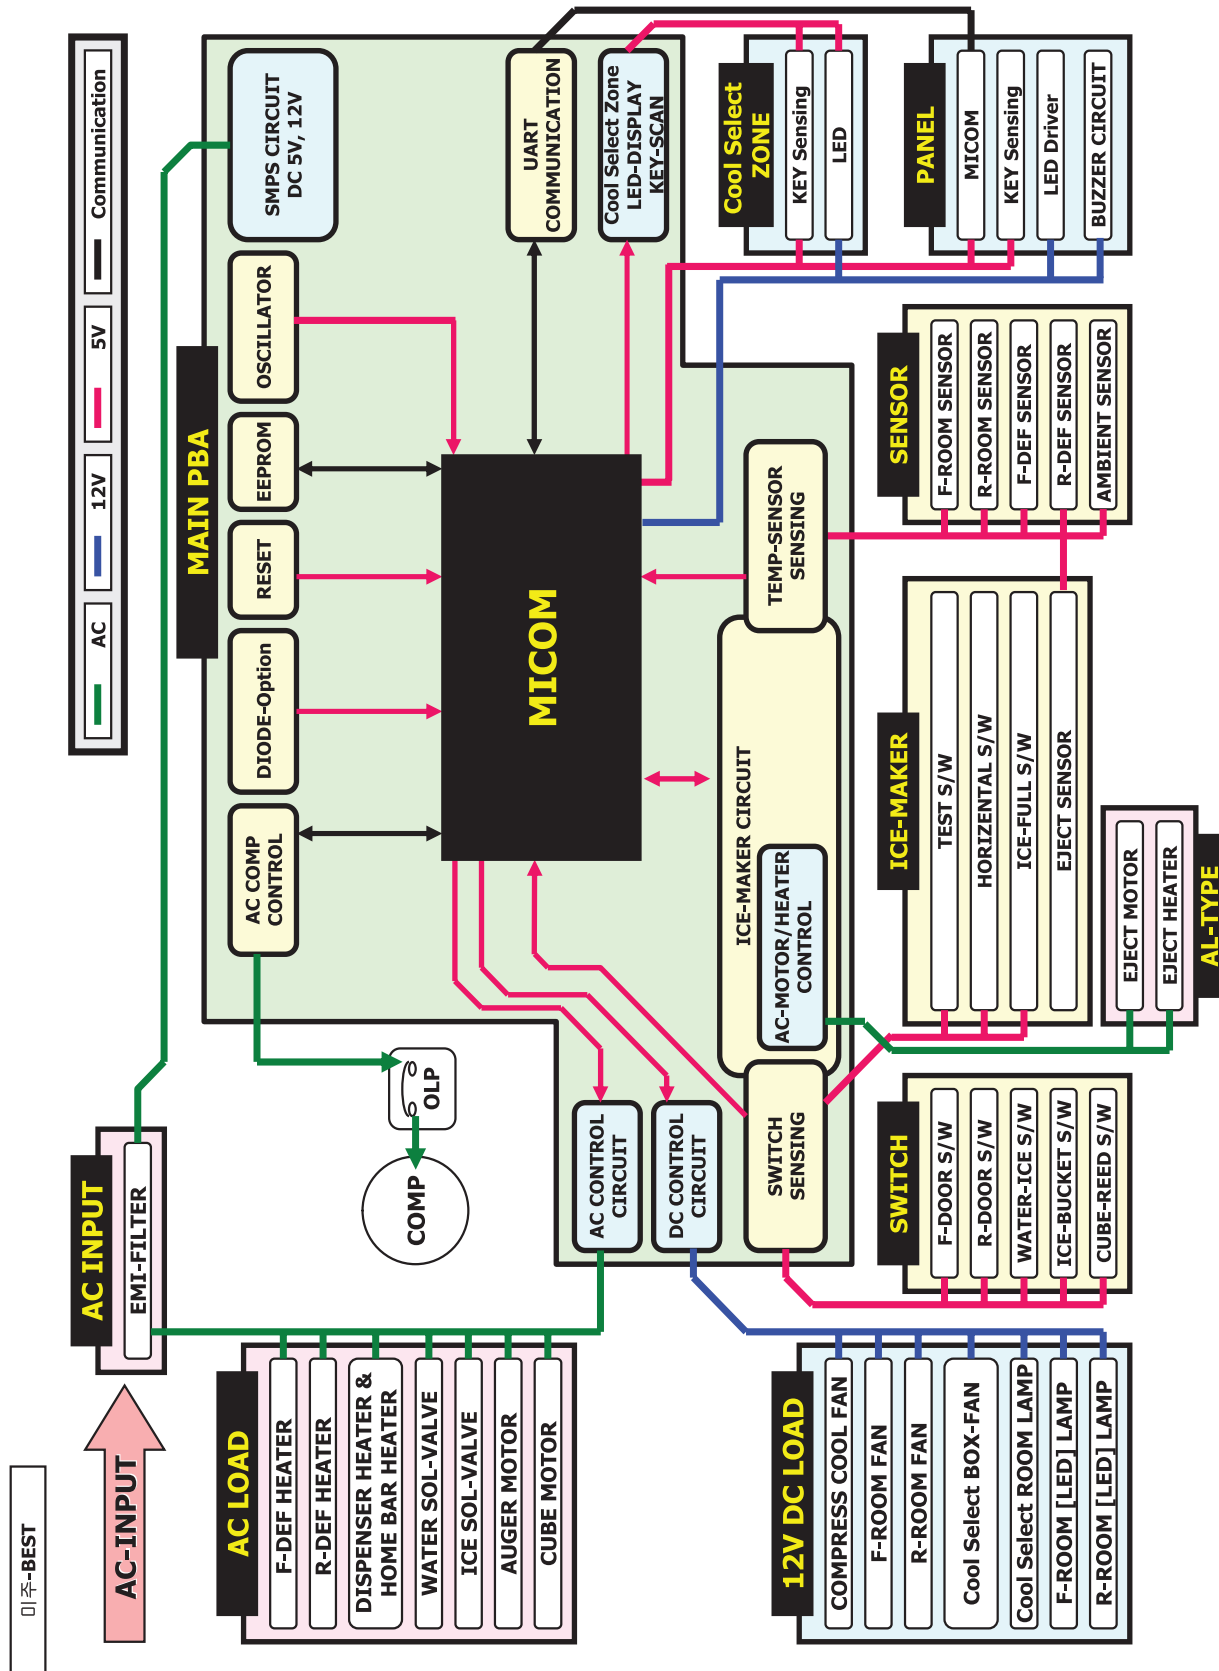 미주-BEST
AC-INPUT
AC INPUT
EMI-FILTER
AC
12V
5V
Communication
MAIN PBA
AC COMP
CONTROL
DIODE-Option
RESET
EEPROM
OSCILLATOR
SMPS CIRCUIT
DC 5V, 12V
OLP
COMP
MICOM
UART
COMMUNICATION
Cool Select Zone
LED-DISPLAY
KEY-SCAN
AC CONTROL
CIRCUIT
DC CONTROL
CIRCUIT
SWITCH
SENSING
ICE-MAKER CIRCUIT
AC-MOTOR/HEATER
CONTROL
TEMP-SENSOR
SENSING
AC LOAD
F-DEF HEATER
R-DEF HEATER
DISPENSER HEATER &
HOME BAR HEATER
WATER SOL-VALVE
ICE SOL-VALVE
AUGER MOTOR
CUBE MOTOR
12V DC LOAD
COMPRESS COOL FAN
F-ROOM FAN
R-ROOM FAN
Cool Select BOX-FAN
Cool Select ROOM LAMP
F-ROOM [LED] LAMP
R-ROOM [LED] LAMP
SWITCH
F-DOOR S/W
R-DOOR S/W
WATER-ICE S/W
ICE-BUCKET S/W
CUBE-REED S/W
ICE-MAKER
TEST S/W
HORIZENTAL S/W
ICE-FULL S/W
EJECT SENSOR
EJECT MOTOR
EJECT HEATER
AL-TYPE
SENSOR
F-ROOM SENSOR
R-ROOM SENSOR
F-DEF SENSOR
R-DEF SENSOR
AMBIENT SENSOR
Cool Select
ZONE
KEY Sensing
LED
PANEL
MICOM
KEY Sensing
LED Driver
BUZZER CIRCUIT